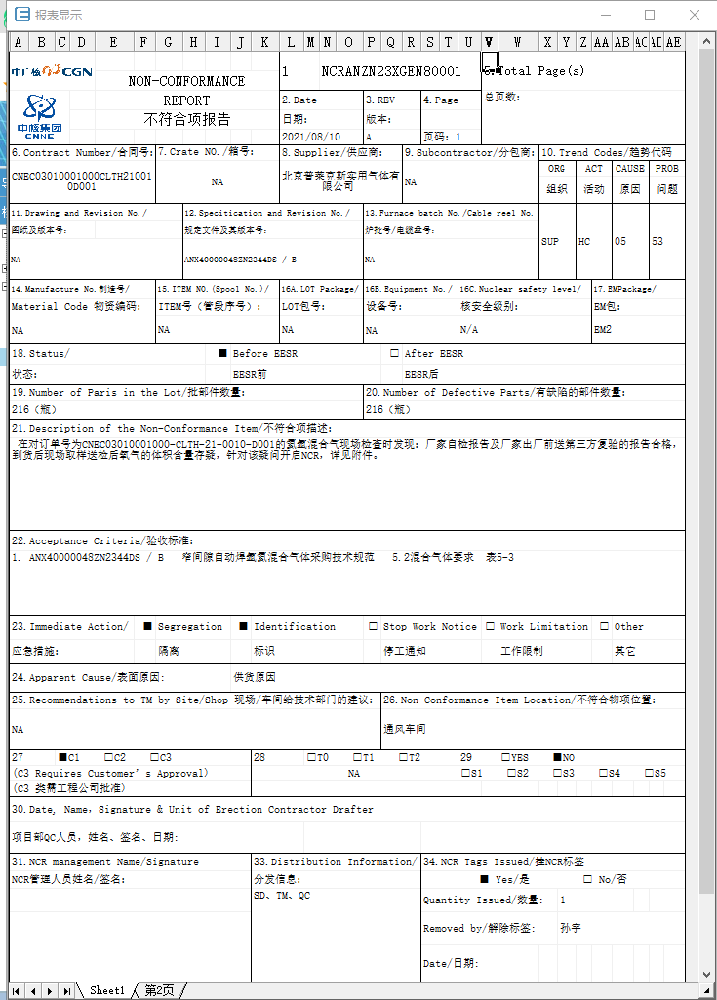 报表显示
A B C D E F G H I J K L M N O P Q R S T U V W X Y Z AA AB AC AD AE
中广核 CGN
中核集团
CNNC
NON-CONFORMANCE
REPORT
不符合项报告
1 NCRANZN23XGEN80001
5.Total Page(s)
总页数:
2.Date
日期:
2021/08/10
3.REV
版本:
A
4.Page
页码: 1
6.Contract Number/合同号:
CNEC03010001000CLTH21001
0D001
7.Crate NO./箱号:
NA
8.Supplier/供应商:
北京普莱克斯实用气体有
限公司
9.Subcontractor/分包商:
NA
10.Trend Codes/趋势代码
ORG ACT CAUSE PROB
组织 活动 原因 问题
SUP HC 05 53
11.Drawing and Revision No./
图纸及版本号:
NA
12.Specitication and Revision No./
规定文件及其版本号:
ANX40000048ZN2344DS / B
13.Furnace batch No./Cable reel No.
炉批号/电缆盘号:
NA
14.Manufacture No.制造号/
Material Code 物资编码:
NA
15.ITEM NO.(Spool No.)/
ITEM号(管段序号):
NA
16A.LOT Package/
LOT包号:
NA
16B.Equipment No./
设备号:
NA
16C.Nuclear safety level/
核安全级别:
N/A
17.EMPackage/
EM包:
EM2
18.Status/
状态:
■ Before EESR
EESR前
□ After EESR
EESR后
19.Number of Paris in the Lot/批部件数量:
216（瓶）
20.Number of Defective Parts/有缺陷的部件数量:
216（瓶）
21.Description of the Non-Conformance Item/不符合项描述:
在对订单号为CNEC03010001000-CLTH-21-0010-D001的氦氩混合气现场检查时发现：厂家自检报告及厂家出厂前送第三方复验的报告合格，
到货后现场取样送检后氧气的体积含量存疑，针对该疑问开启NCR，详见附件。
22.Acceptance Criteria/验收标准:
1. ANX40000048ZN2344DS / B 窄间隙自动焊氩氦混合气体采购技术规范 5.2混合气体要求 表5-3
23.Immediate Action/ ■ Segregation ■ Identification □ Stop Work Notice □ Work Limitation □ Other
应急措施: 隔离 标识 停工通知 工作限制 其它
24.Apparent Cause/表面原因: 供货原因
25.Recommendations to TM by Site/Shop 现场/车间给技术部门的建议:
NA
26.Non-Conformance Item Location/不符合物项位置:
通风车间
27 ■C1 □C2 □C3
(C3 Requires Customer’s Approval)
(C3 类需工程公司批准)
28 □T0 □T1 □T2
NA
29 □YES ■NO
□S1 □S2 □S3 □S4 □S5
30.Date, Name, Signature & Unit of Erection Contractor Drafter
项目部QC人员，姓名、签名、日期:
31.NCR management Name/Signature
NCR管理人员姓名/签名:
33.Distribution Information/
分发信息:
SD、TM、QC
34.NCR Tags Issued/挂NCR标签
■ Yes/是 □ No/否
Quantity Issued/数量: 1
Removed by/解除标签: 孙宇
Date/日期:
Sheet1 第2页